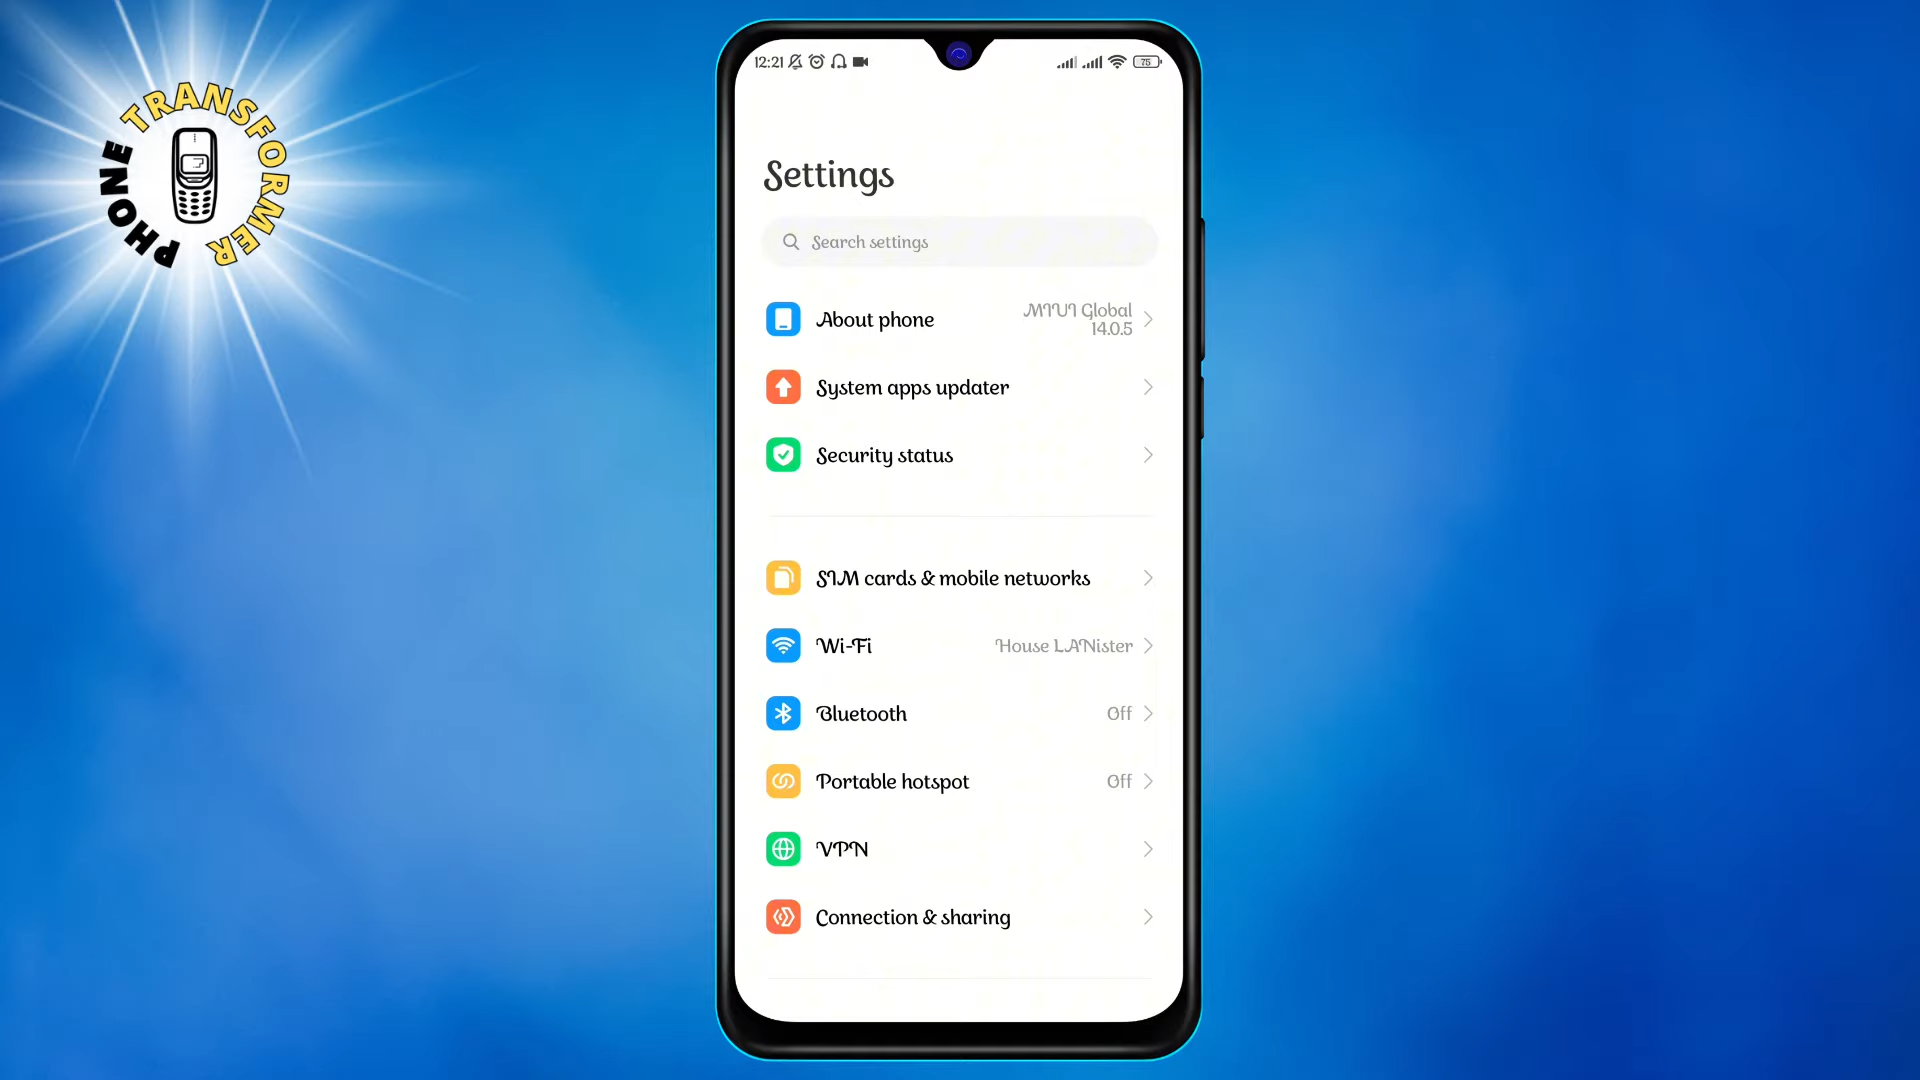 PHONE TRANSFORMER
12:21
75
Settings
Search settings
About phone
MIUI Global
14.0.5
System apps updater
Security status
SIM cards & mobile networks
Wi-Fi
House LANister
Bluetooth
Off
Portable hotspot
Off
VPN
Connection & sharing